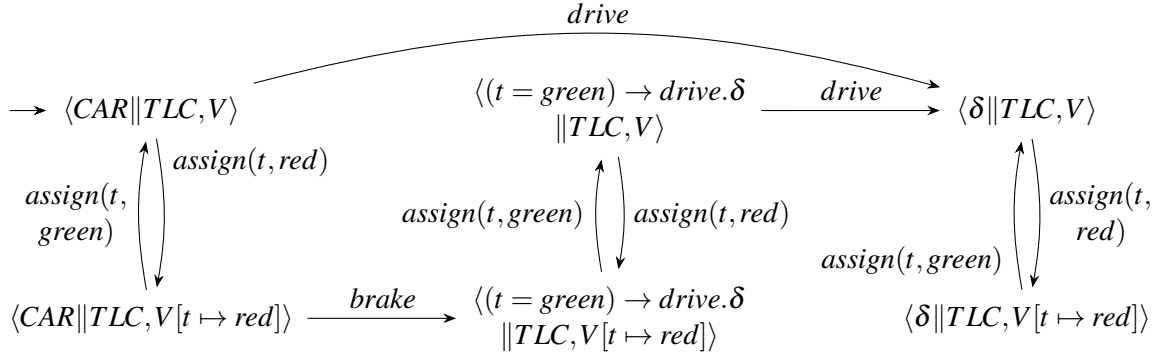 drive
⟨CAR∥TLC,V⟩
⟨(t = green) → drive.δ
∥TLC,V⟩
drive
⟨δ∥TLC,V⟩
assign(t,
green)
assign(t,red)
assign(t,green)
assign(t,red)
assign(t,green)
assign(t,
red)
⟨CAR∥TLC,V[t ↦ red]⟩
brake
⟨(t = green) → drive.δ
∥TLC,V[t ↦ red]⟩
⟨δ∥TLC,V[t ↦ red]⟩